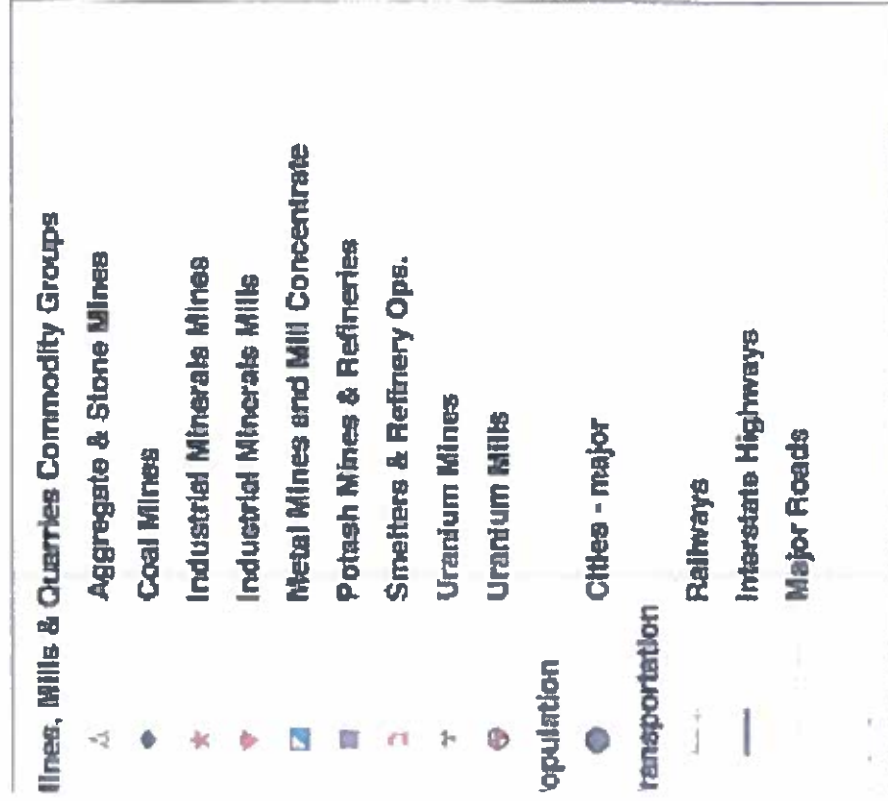 lines, Mills & Quarries Commodity Groups
Aggregate & Stone Mines
Coal Mines
Industrial Minerals Mines
Industrial Minerals Mills
Metal Mines and Mill Concentrate
Potash Mines & Refineries
Smelters & Refinery Ops.
Uranium Mines
Uranium Mills
opulation
Cities - major
ransportation
Railways
Interstate Highways
Major Roads